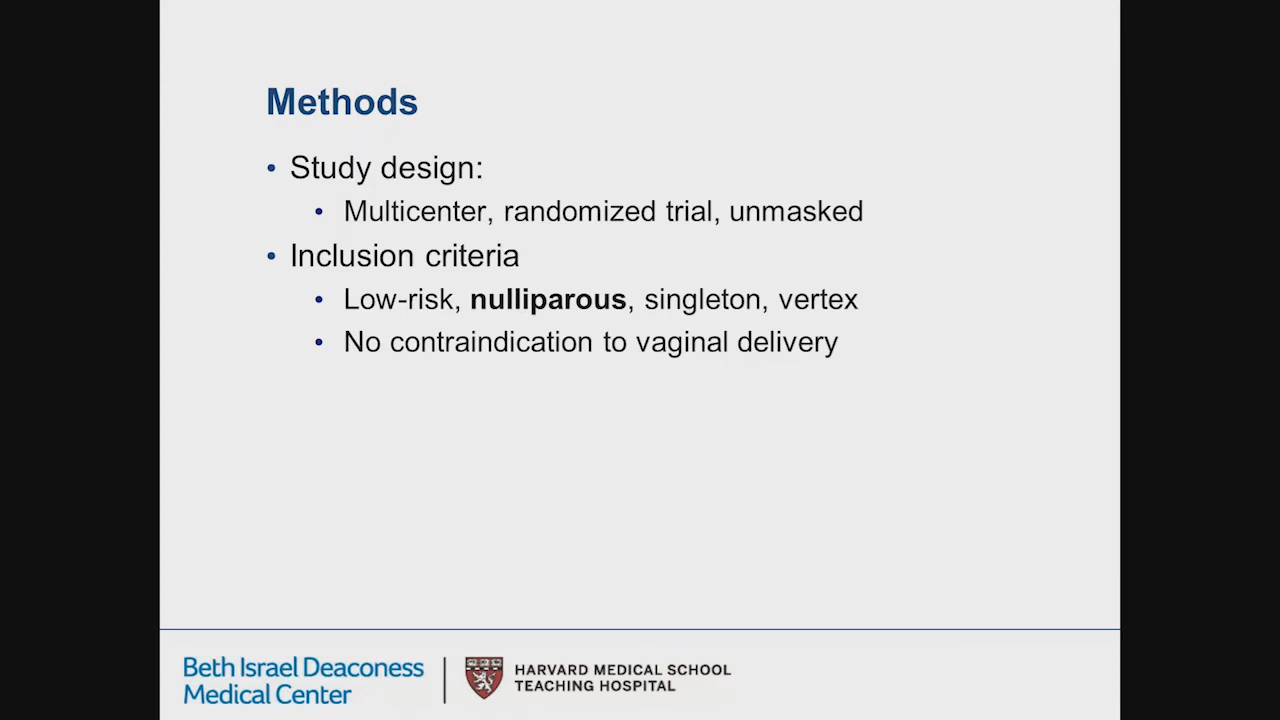 Methods
• Study design:
• Multicenter, randomized trial, unmasked
• Inclusion criteria
• Low-risk, nulliparous, singleton, vertex
• No contraindication to vaginal delivery
Beth Israel Deaconess
Medical Center
HARVARD MEDICAL SCHOOL
TEACHING HOSPITAL